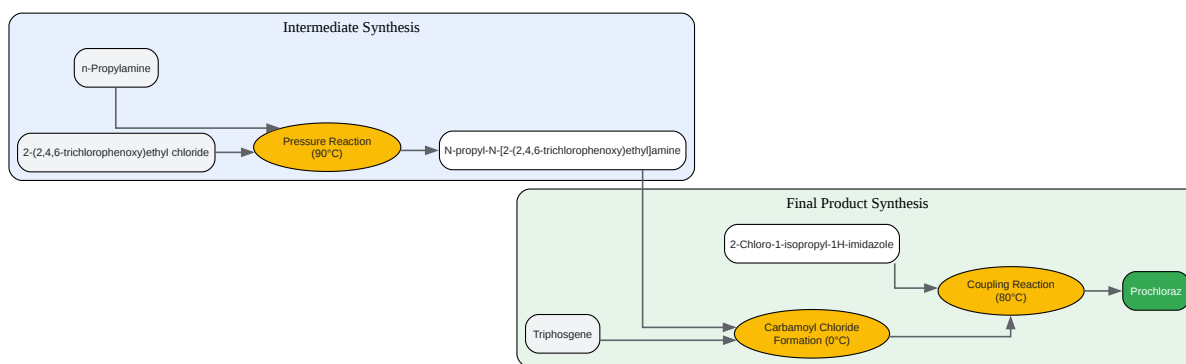 Intermediate Synthesis
n-Propylamine
2-(2,4,6-trichlorophenoxy)ethyl chloride
Pressure Reaction
(90°C)
N-propyl-N-[2-(2,4,6-trichlorophenoxy)ethyl]amine
Final Product Synthesis
2-Chloro-1-isopropyl-1H-imidazole
Coupling Reaction
(80°C)
Prochloraz
Triphosgene
Carbamoyl Chloride
Formation (0°C)